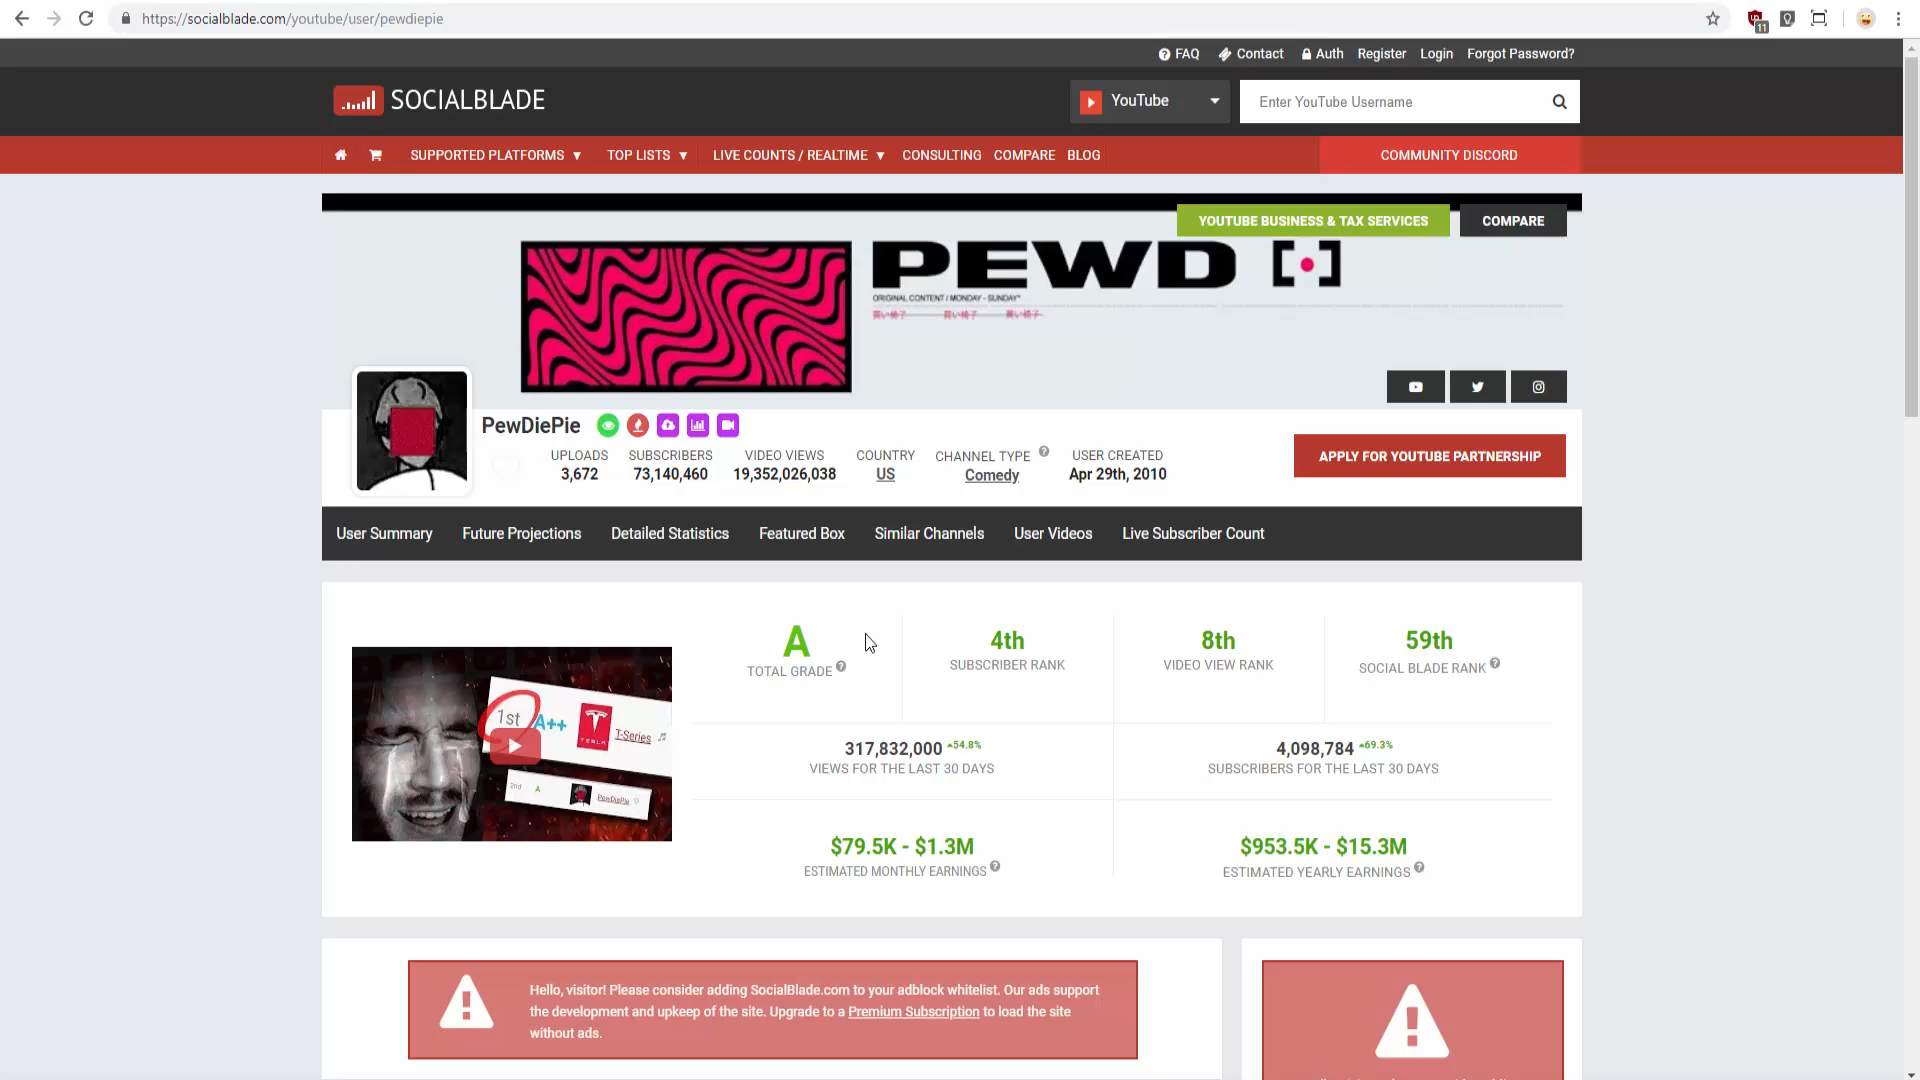 https://socialblade.com/youtube/user/pewdiepie
11
FAQ Contact Auth Register Login Forgot Password?
SOCIALBLADE
YouTube
Enter YouTube Username
SUPPORTED PLATFORMS ▼ TOP LISTS ▼ LIVE COUNTS / REALTIME ▼ CONSULTING COMPARE BLOG
COMMUNITY DISCORD
YOUTUBE BUSINESS & TAX SERVICES
COMPARE
PEWD [•]
ORIGINAL CONTENT / MONDAY - SUNDAY*
PewDiePie
UPLOADS SUBSCRIBERS VIDEO VIEWS COUNTRY CHANNEL TYPE USER CREATED
3,672 73,140,460 19,352,026,038 US Comedy Apr 29th, 2010
APPLY FOR YOUTUBE PARTNERSHIP
User Summary Future Projections Detailed Statistics Featured Box Similar Channels User Videos Live Subscriber Count
1st A++ TESLA T-Series
2nd A PewDiePie
A 4th 8th 59th
TOTAL GRADE SUBSCRIBER RANK VIDEO VIEW RANK SOCIAL BLADE RANK
317,832,000 54.8% 4,098,784 69.3%
VIEWS FOR THE LAST 30 DAYS SUBSCRIBERS FOR THE LAST 30 DAYS
$79.5K - $1.3M $953.5K - $15.3M
ESTIMATED MONTHLY EARNINGS ESTIMATED YEARLY EARNINGS
Hello, visitor! Please consider adding SocialBlade.com to your adblock whitelist. Our ads support
the development and upkeep of the site. Upgrade to a Premium Subscription to load the site
without ads.